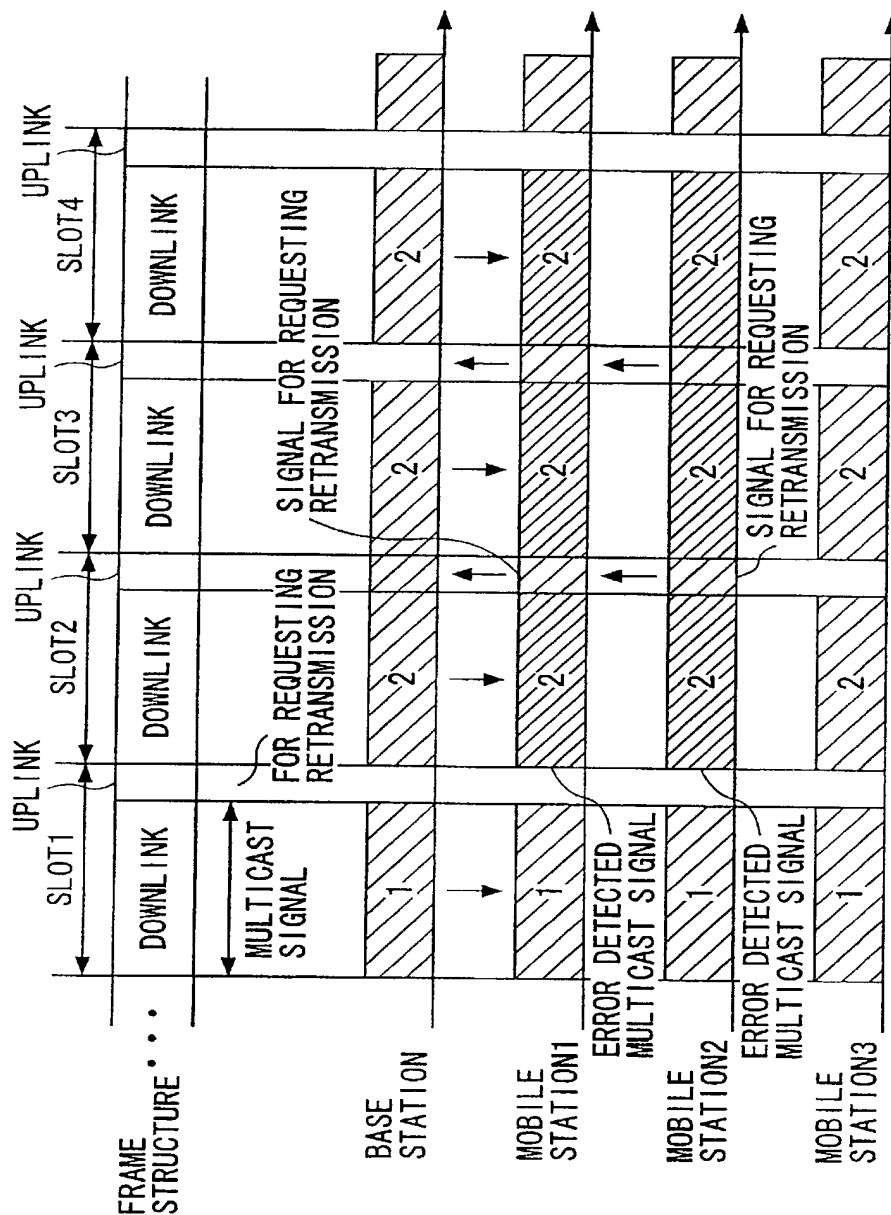 UPLINK
UPLINK
UPLINK
UPLINK
SLOT1
SLOT2
SLOT3
SLOT4
FRAME
STRUCTURE
...
DOWNLINK
DOWNLINK
DOWNLINK
DOWNLINK
MULTICAST
SIGNAL
FOR REQUESTING
RETRANSMISSION
SIGNAL FOR REQUESTING
RETRANSMISSION
BASE
STATION
1
2
2
2
MOBILE
STATION1
1
2
2
2
ERROR DETECTED
MULTICAST SIGNAL
MOBILE
STATION2
1
2
2
2
ERROR DETECTED
MULTICAST SIGNAL
SIGNAL FOR REQUESTING
RETRANSMISSION
MOBILE
STATION3
1
2
2
2